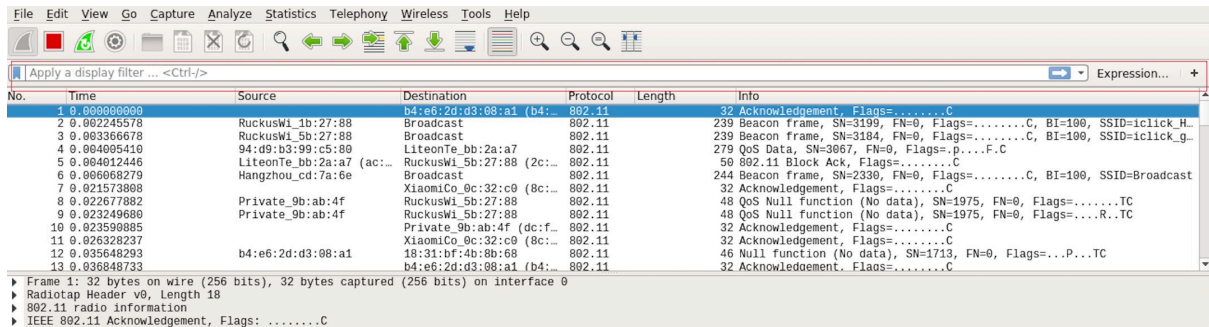 File Edit View Go Capture Analyze Statistics Telephony Wireless Tools Help
Apply a display filter ... <Ctrl-/> Expression... +
No. Time Source Destination Protocol Length Info
1 0.000000000 b4:e6:2d:d3:08:a1 (b4:… 802.11 32 Acknowledgement, Flags=........C
2 0.002245578 RuckusWi_1b:27:88 Broadcast 802.11 239 Beacon frame, SN=3199, FN=0, Flags=........C, BI=100, SSID=iclick_H…
3 0.003366678 RuckusWi_5b:27:88 Broadcast 802.11 239 Beacon frame, SN=3184, FN=0, Flags=........C, BI=100, SSID=iclick_g…
4 0.004005410 94:d9:b3:99:c5:80 LiteonTe_bb:2a:a7 802.11 279 QoS Data, SN=3067, FN=0, Flags=.p....F.C
5 0.004012446 LiteonTe_bb:2a:a7 (ac:… RuckusWi_5b:27:88 (2c:… 802.11 50 802.11 Block Ack, Flags=........C
6 0.006068279 Hangzhou_cd:7a:6e Broadcast 802.11 244 Beacon frame, SN=2330, FN=0, Flags=........C, BI=100, SSID=Broadcast
7 0.021573808 XiaomiCo_0c:32:c0 (8c:… 802.11 32 Acknowledgement, Flags=........C
8 0.022677882 Private_9b:ab:4f RuckusWi_5b:27:88 802.11 48 QoS Null function (No data), SN=1975, FN=0, Flags=.......TC
9 0.023249680 Private_9b:ab:4f RuckusWi_5b:27:88 802.11 48 QoS Null function (No data), SN=1975, FN=0, Flags=....R..TC
10 0.023590885 Private_9b:ab:4f (dc:f… 802.11 32 Acknowledgement, Flags=........C
11 0.026328237 XiaomiCo_0c:32:c0 (8c:… 802.11 32 Acknowledgement, Flags=........C
12 0.035648293 b4:e6:2d:d3:08:a1 18:31:bf:4b:8b:68 802.11 46 Null function (No data), SN=1713, FN=0, Flags=...P...TC
13 0.036848733 b4:e6:2d:d3:08:a1 (b4:… 802.11 32 Acknowledgement, Flags=........C
Frame 1: 32 bytes on wire (256 bits), 32 bytes captured (256 bits) on interface 0
Radiotap Header v0, Length 18
802.11 radio information
IEEE 802.11 Acknowledgement, Flags: ........C